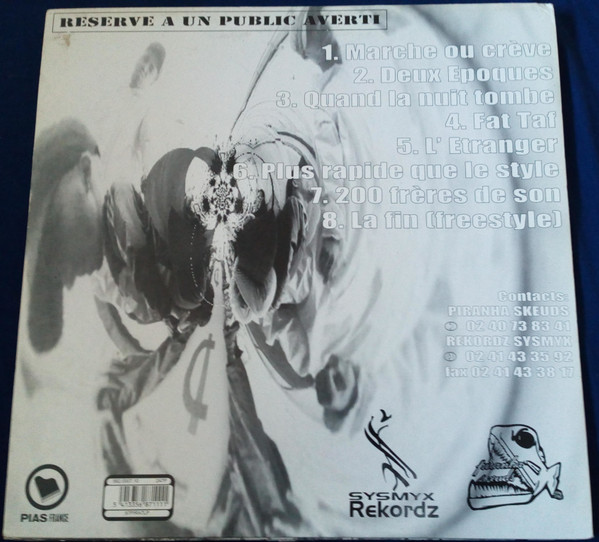 RESERVE A UN PUBLIC AVERTI
1. Marche ou crève
2. Deux Epoques
3. Quand la nuit tombe
4. Fat Taf
5. L' Etranger
6. Plus rapide que le style
7. 200 frères de son
8. La fin (freestyle)
Contacts:
PIRANHA SKEUDS
02 40 73 83 41
REKORDZ SYSMYX
02 41 43 35 92
fax 02 41 43 38 17
PIAS FRANCE
SYSMYX
Rekordz